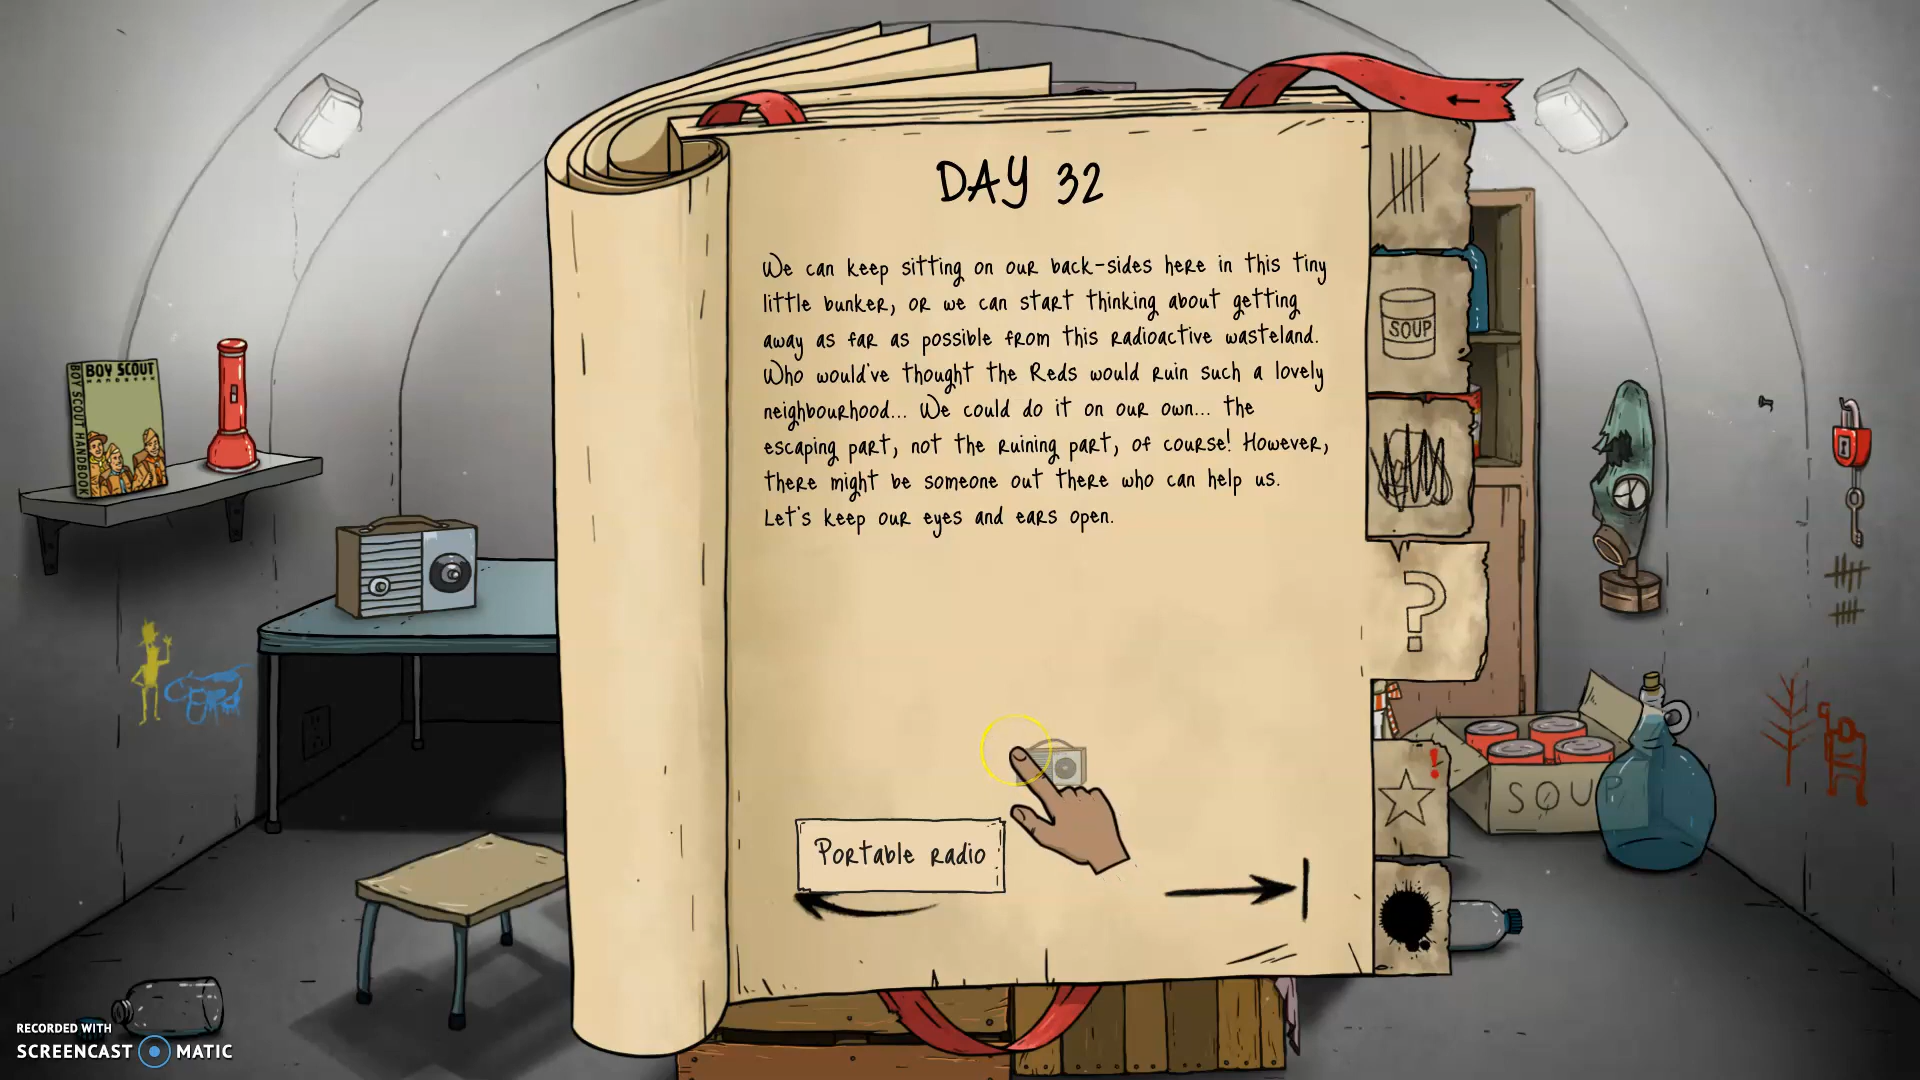 DAY 32
We can keep sitting on our back-sides here in this tiny
little bunker, or we can start thinking about getting
away as far as possible from this radioactive wasteland.
Who would've thought the Reds would ruin such a lovely
neighbourhood... We could do it on our own... the
escaping part, not the ruining part, of course! However,
there might be someone out there who can help us.
Let's keep our eyes and ears open.
Portable radio
SOUP
!
BOY SCOUT
HANDBOOK
BOY SCOUT HANDBOOK
SOUP
RECORDED WITH
SCREENCAST MATIC